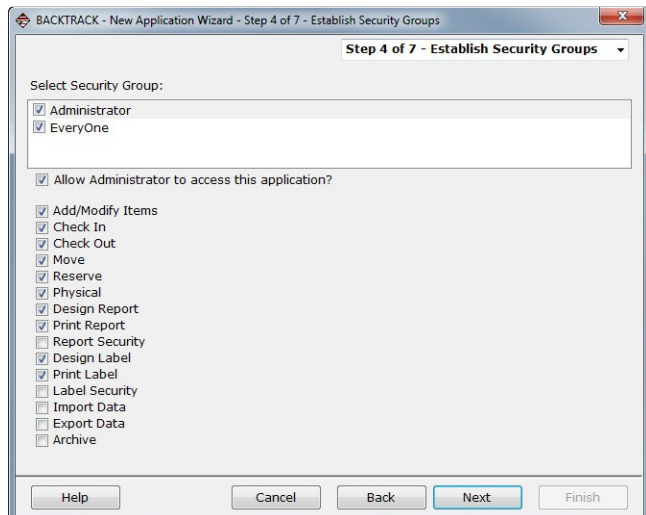 BACKTRACK - New Application Wizard - Step 4 of 7 - Establish Security Groups
Step 4 of 7 - Establish Security Groups
Select Security Group:
Administrator
EveryOne
Allow Administrator to access this application?
Add/Modify Items
Check In
Check Out
Move
Reserve
Physical
Design Report
Print Report
Report Security
Design Label
Print Label
Label Security
Import Data
Export Data
Archive
Help Cancel Back Next Finish